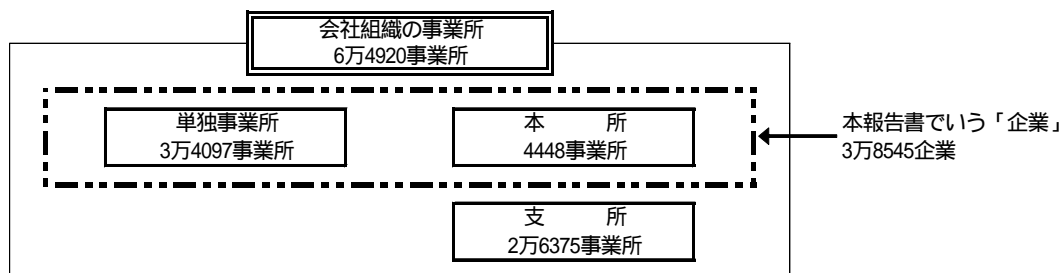 会社組織の事業所
6万4920事業所
単独事業所
3万4097事業所
本　　所
4448事業所
本報告書でいう「企業」
3万8545企業
支　　所
2万6375事業所